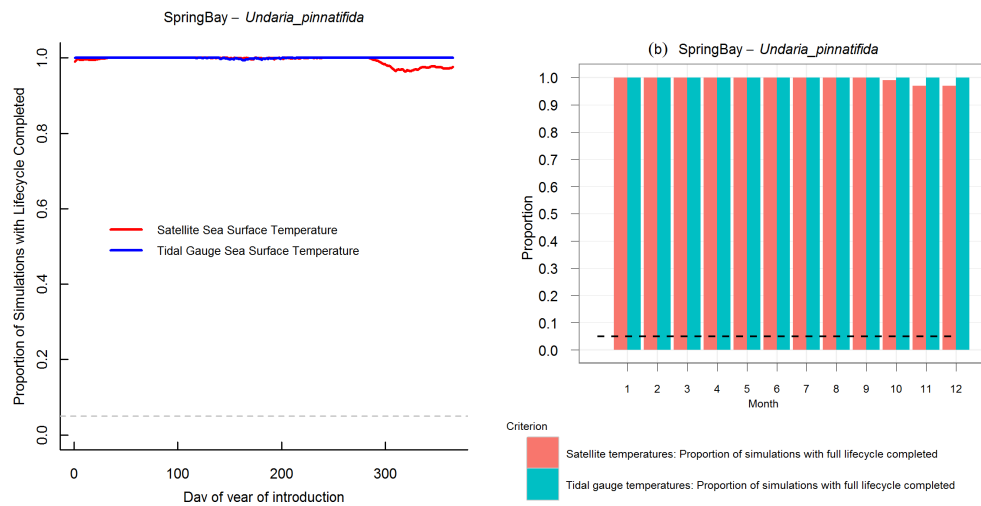 SpringBay – Undaria_pinnatifida
Proportion of Simulations with Lifecycle Completed
1.0
0.8
0.6
0.4
0.2
0.0
Satellite Sea Surface Temperature
Tidal Gauge Sea Surface Temperature
0
100
200
300
Day of year of introduction
(b) SpringBay – Undaria_pinnatifida
Proportion
1.0
0.9
0.8
0.7
0.6
0.5
0.4
0.3
0.2
0.1
0.0
1 2 3 4 5 6 7 8 9 10 11 12
Month
Criterion
Satellite temperatures: Proportion of simulations with full lifecycle completed
Tidal gauge temperatures: Proportion of simulations with full lifecycle completed